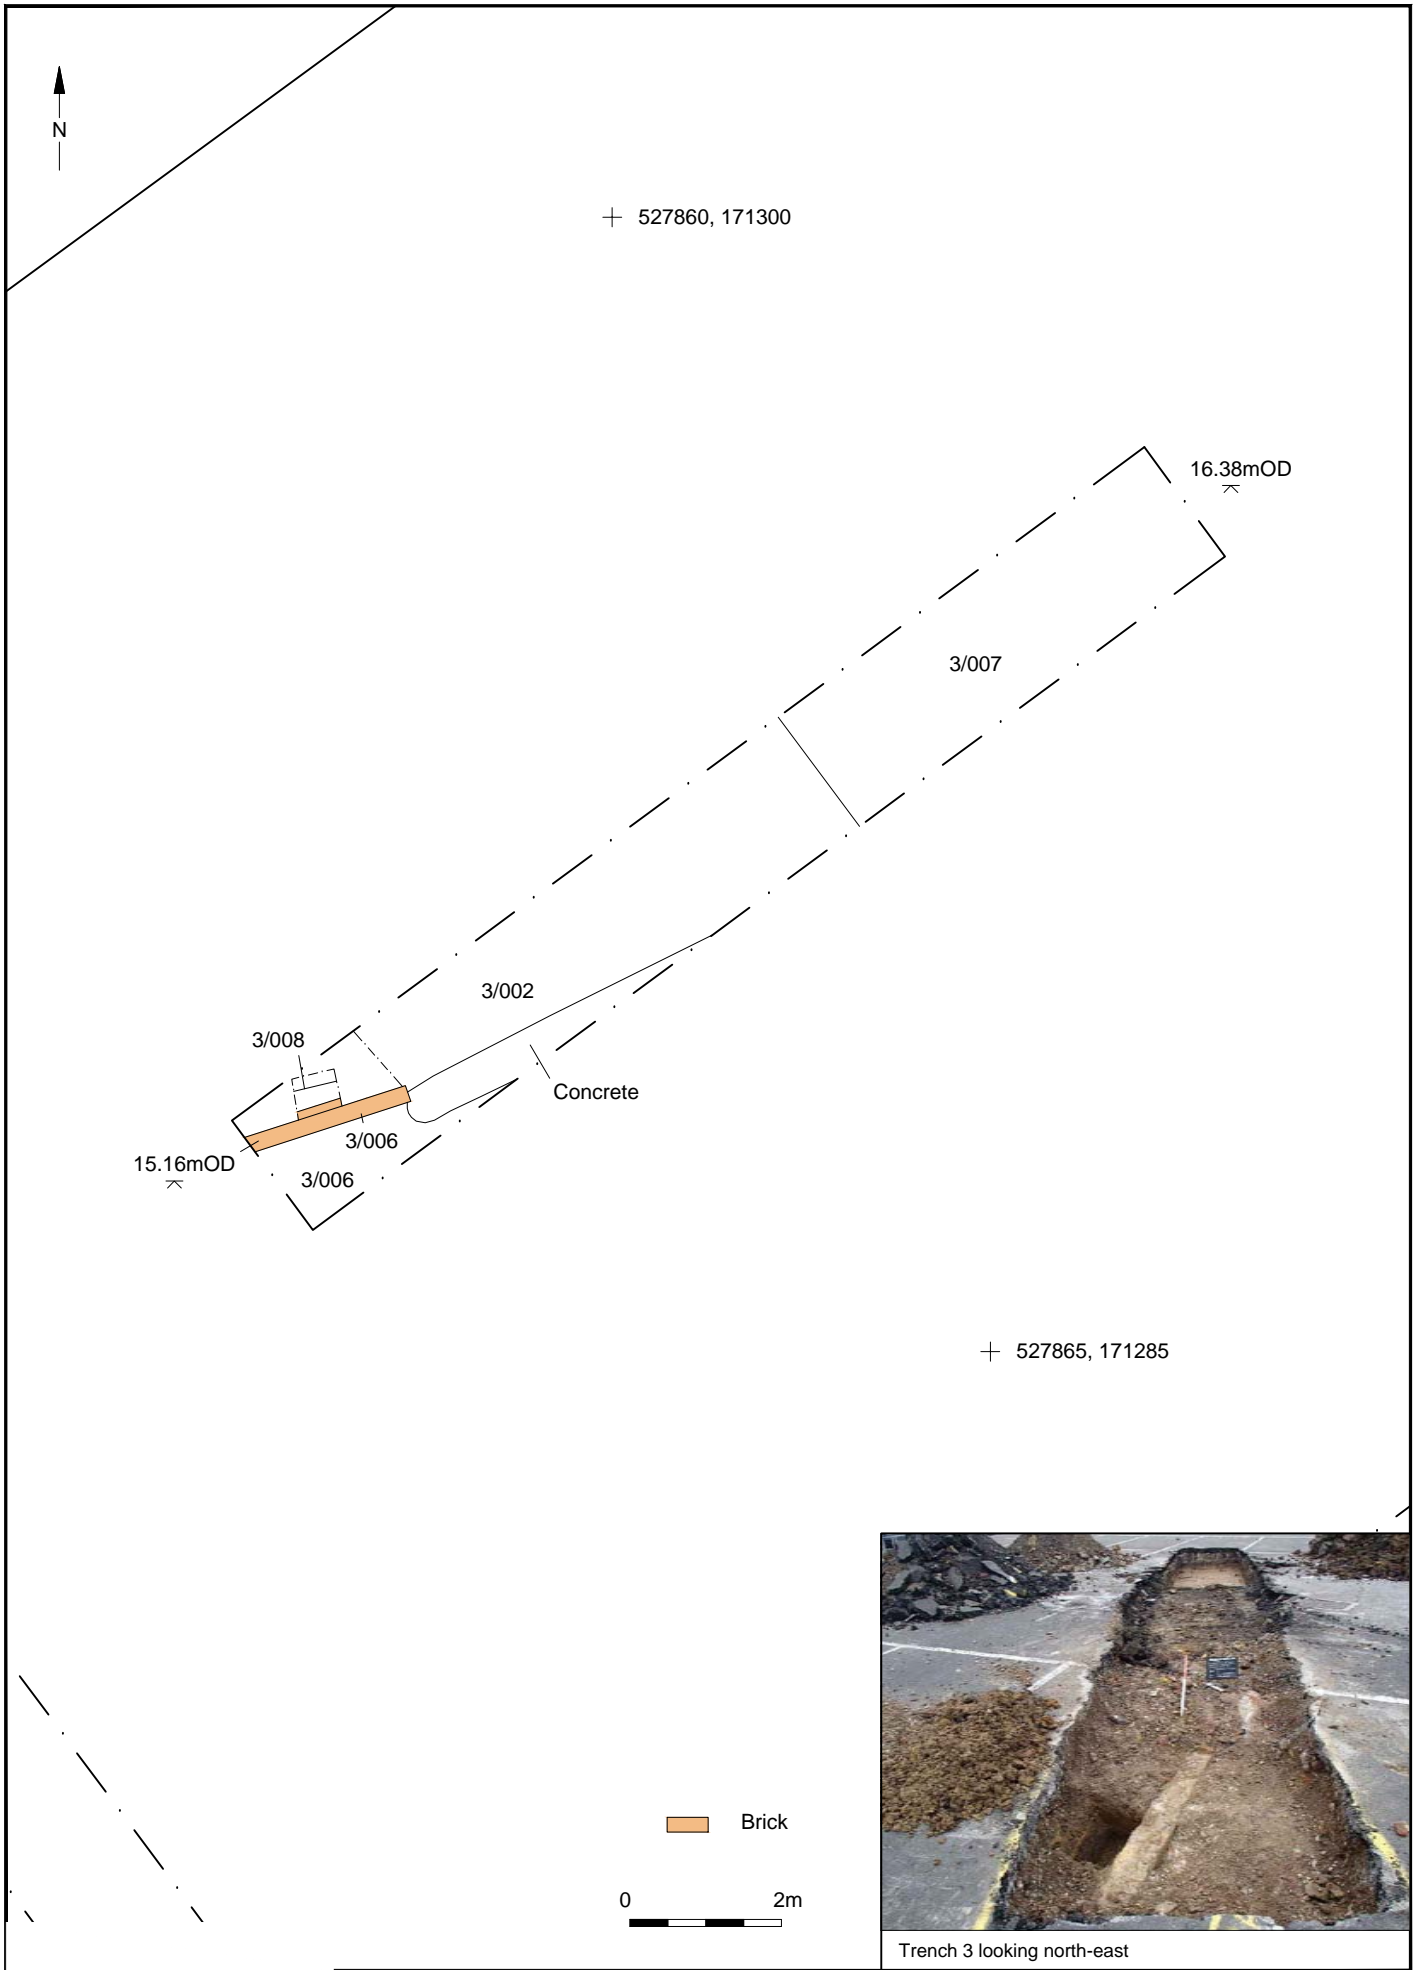 N
527860, 171300
16.38mOD
3/007
3/002
3/008
Concrete
3/006
15.16mOD
3/006
527865, 171285
Brick
0 2m
Trench 3 looking north-east